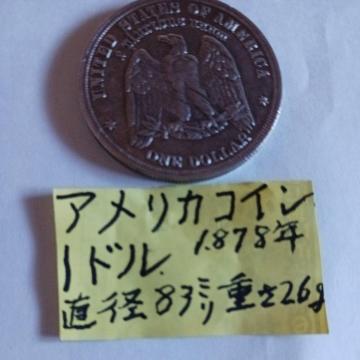 UNITED STATES OF AMERICA
ONE DOLLAR
アメリカコイン
1ドル. 1878年
直径83ミリ重さ26g